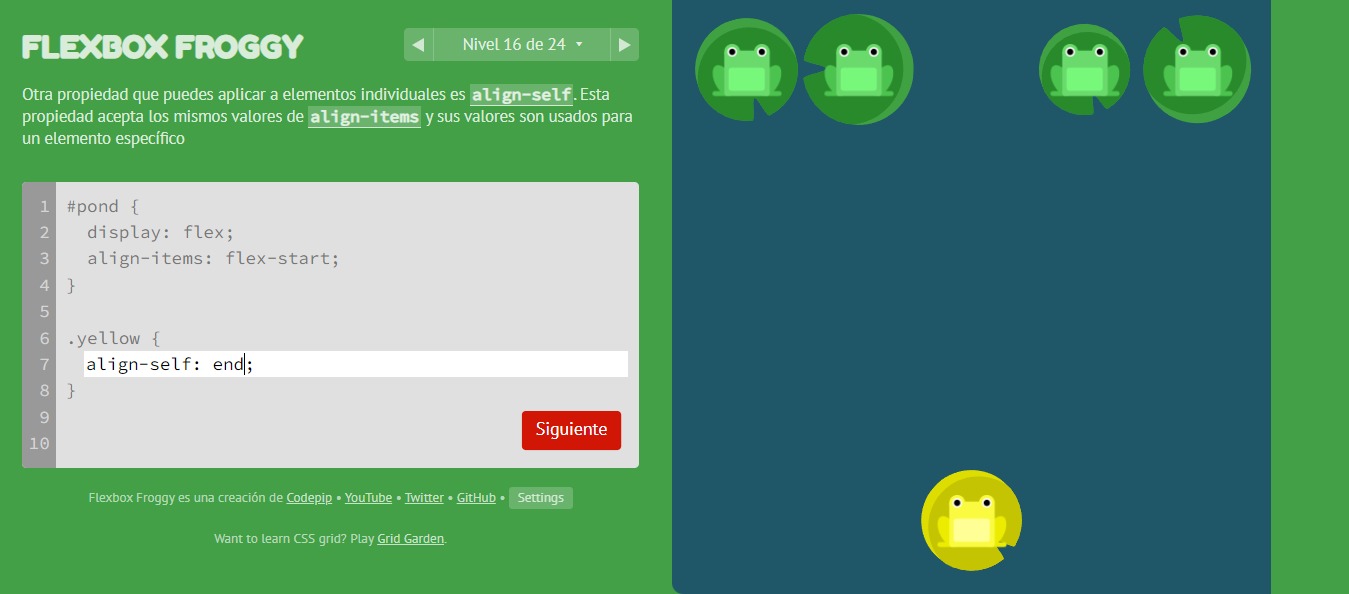 FLEXBOX FROGGY
◀ Nivel 16 de 24 ▾ ▶
Otra propiedad que puedes aplicar a elementos individuales es align-self. Esta
propiedad acepta los mismos valores de align-items y sus valores son usados para
un elemento específico
1 #pond {
2 display: flex;
3 align-items: flex-start;
4 }
5
6 .yellow {
7 align-self: end;
8 }
9
10
Siguiente
Flexbox Froggy es una creación de Codepip • YouTube • Twitter • GitHub • Settings
Want to learn CSS grid? Play Grid Garden.